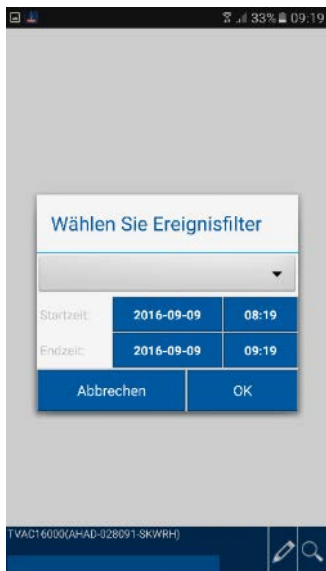 33% 09:19
Wählen Sie Ereignisfilter
Startzeit: 2016-09-09 08:19
Endzeit: 2016-09-09 09:19
Abbrechen OK
TVAC16000(AHAD-028091-SKWRH)